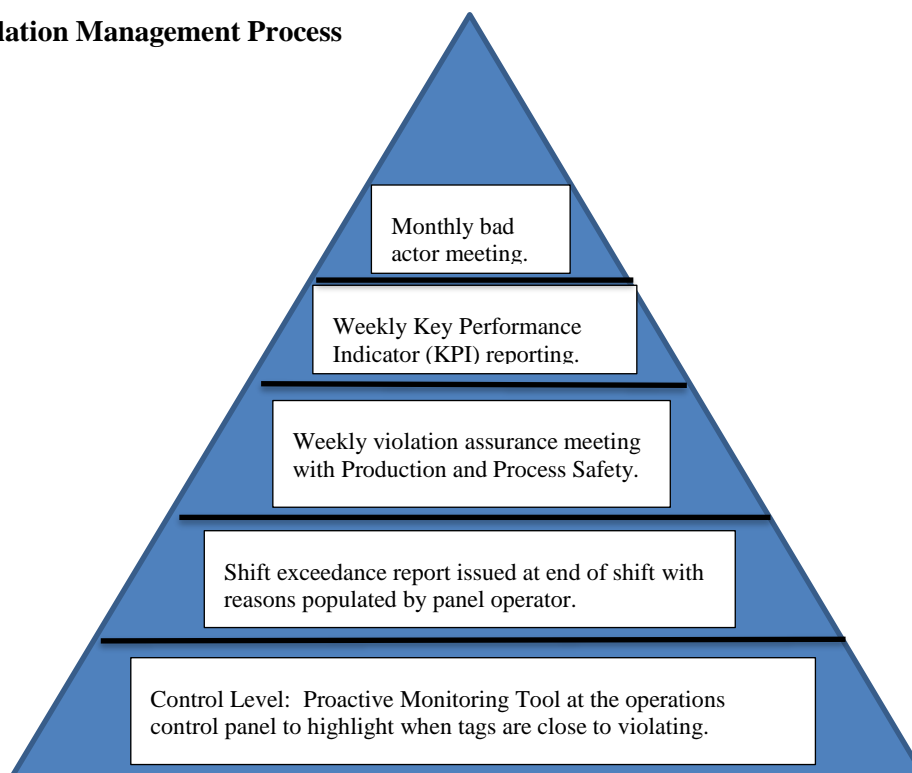 lation Management Process
Monthly bad
actor meeting.
Weekly Key Performance
Indicator (KPI) reporting.
Weekly violation assurance meeting
with Production and Process Safety.
Shift exceedance report issued at end of shift with
reasons populated by panel operator.
Control Level:  Proactive Monitoring Tool at the operations
control panel to highlight when tags are close to violating.